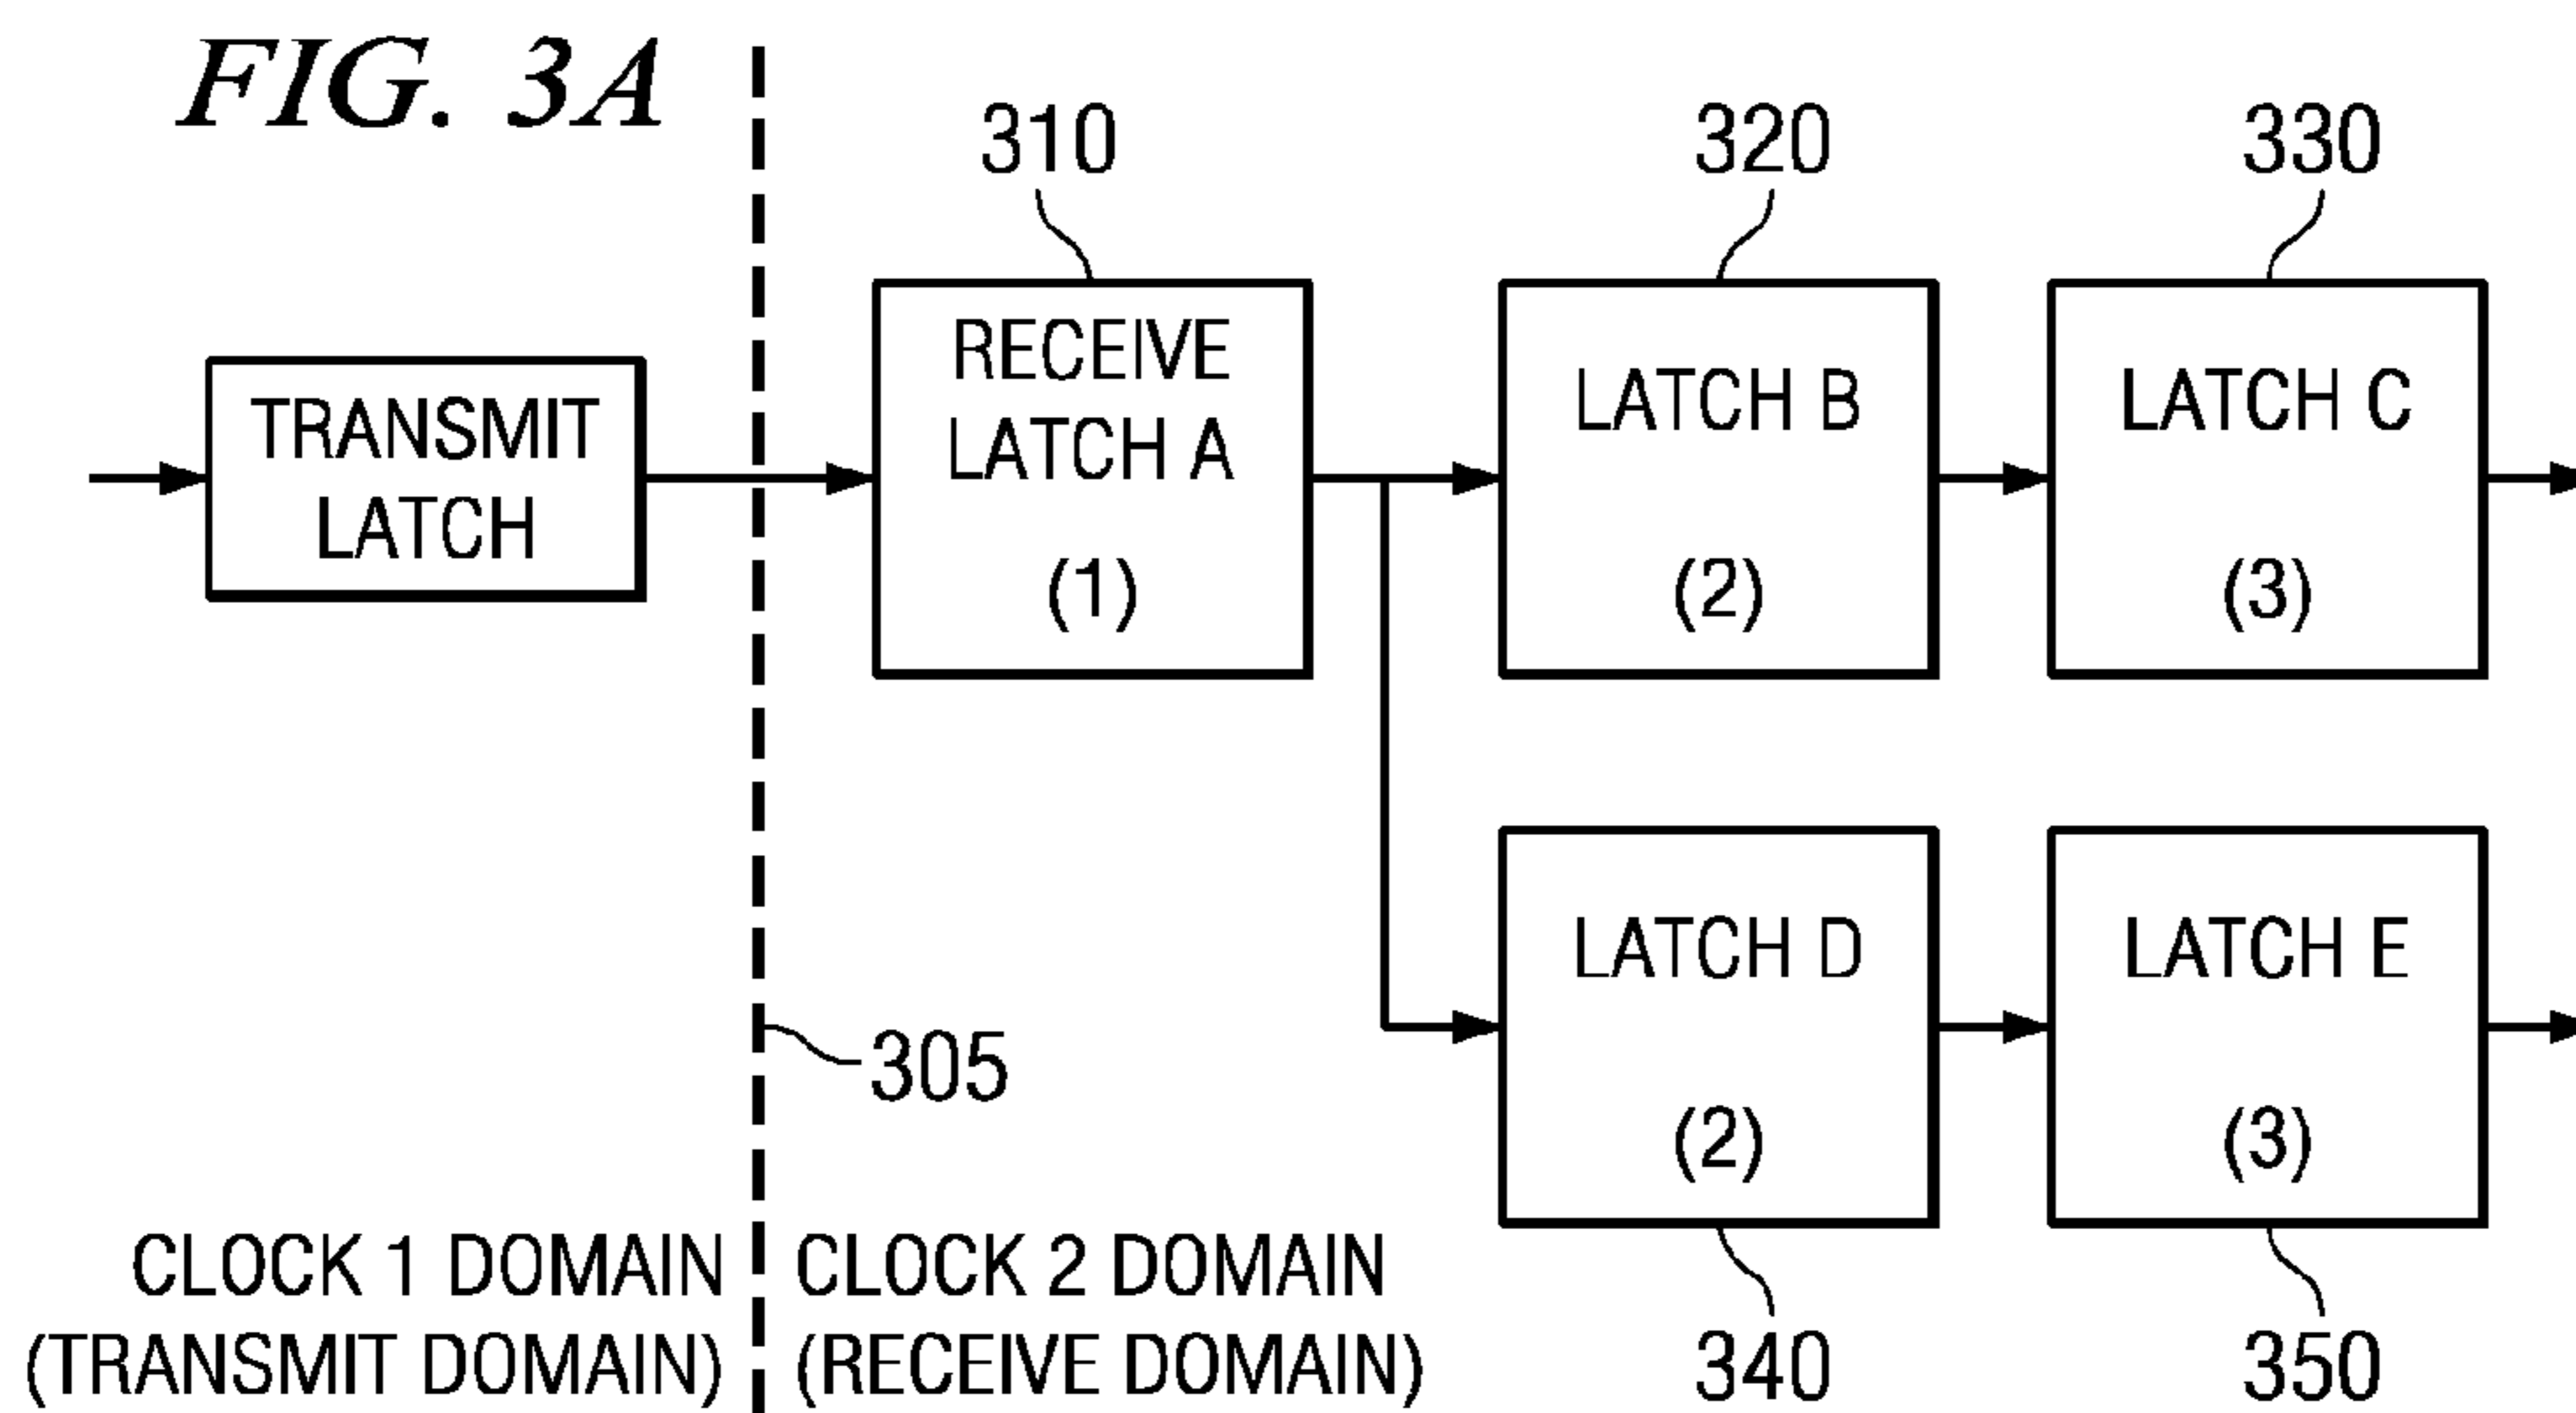 FIG. 3A
310
320
330
TRANSMIT
LATCH
RECEIVE
LATCH A
(1)
LATCH B
(2)
LATCH C
(3)
LATCH D
(2)
LATCH E
(3)
305
340
350
CLOCK 1 DOMAIN
(TRANSMIT DOMAIN)
CLOCK 2 DOMAIN
(RECEIVE DOMAIN)